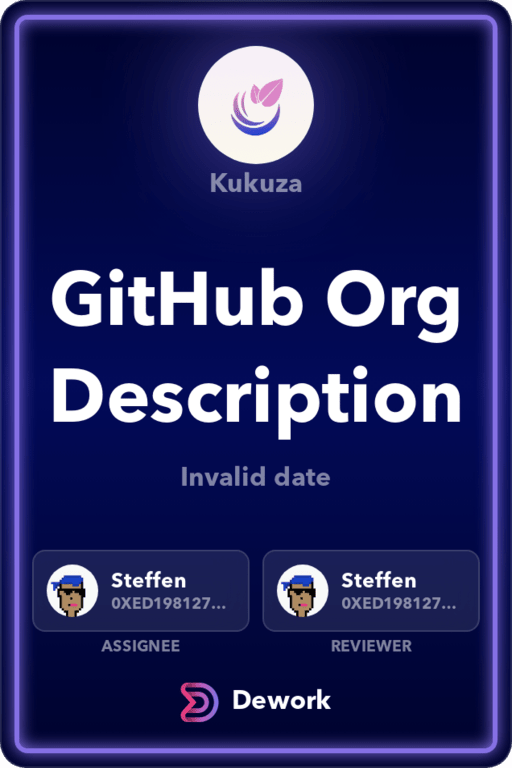 Kukuza
GitHub Org
Description
Invalid date
Steffen
0XED198127...
ASSIGNEE
Steffen
0XED198127...
REVIEWER
Dework